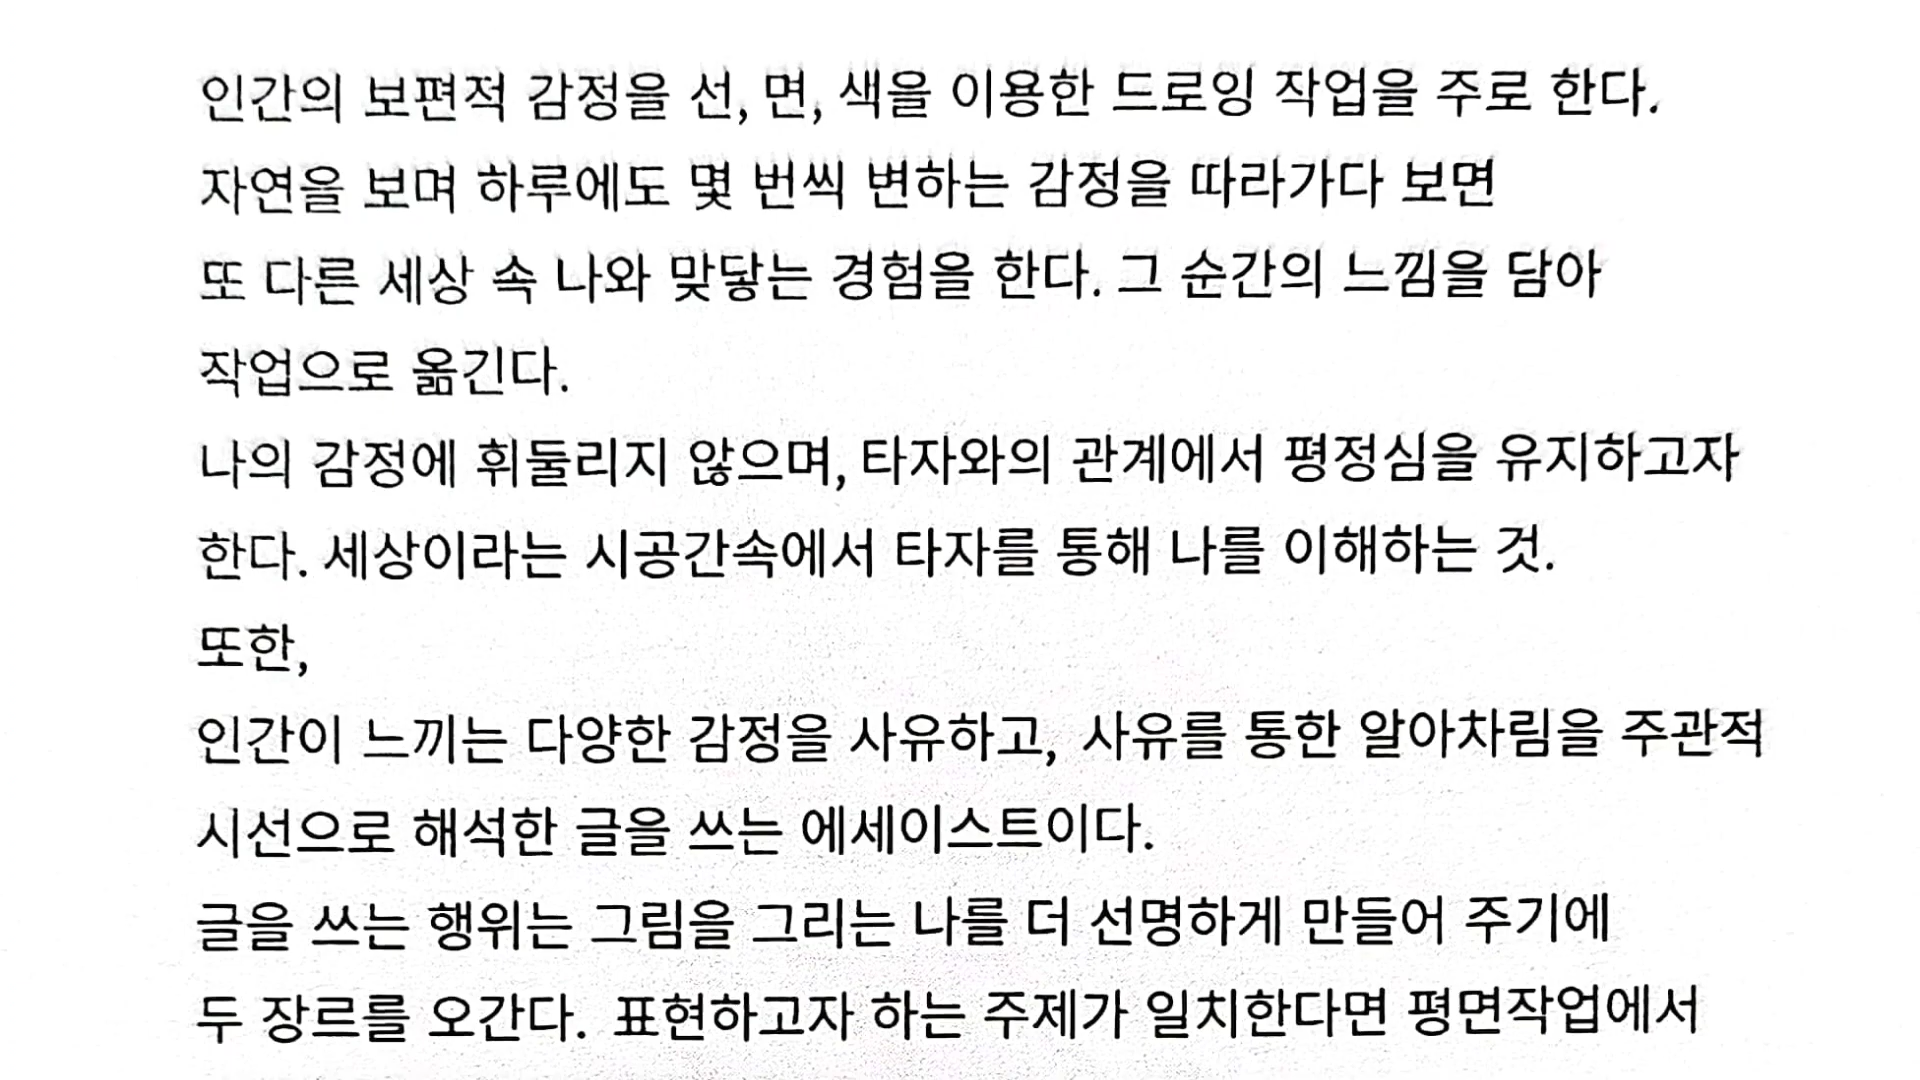 인간의 보편적 감정을 선, 면, 색을 이용한 드로잉 작업을 주로 한다.
자연을 보며 하루에도 몇 번씩 변하는 감정을 따라가다 보면
또 다른 세상 속 나와 맞닿는 경험을 한다. 그 순간의 느낌을 담아
작업으로 옮긴다.
나의 감정에 휘둘리지 않으며, 타자와의 관계에서 평정심을 유지하고자
한다. 세상이라는 시공간속에서 타자를 통해 나를 이해하는 것.
또한,
인간이 느끼는 다양한 감정을 사유하고, 사유를 통한 알아차림을 주관적
시선으로 해석한 글을 쓰는 에세이스트이다.
글을 쓰는 행위는 그림을 그리는 나를 더 선명하게 만들어 주기에
두 장르를 오간다. 표현하고자 하는 주제가 일치한다면 평면작업에서